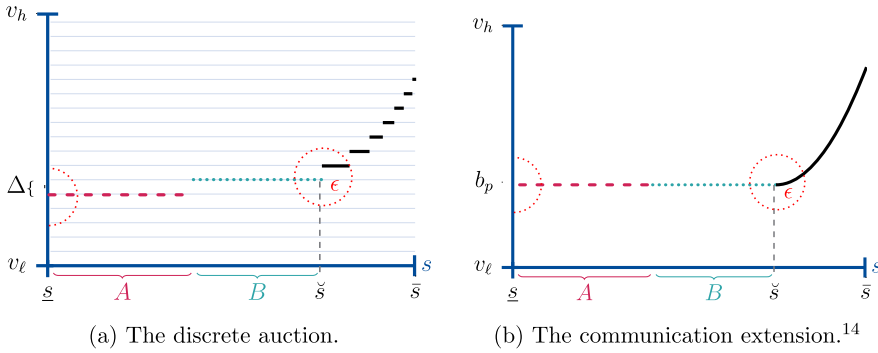 v_h
Δ{
ϵ
v_ℓ
s
s̲
A
B
š
s̄
(a) The discrete auction.
v_h
b_p
ϵ
v_ℓ
s
s̲
A
B
s̆
s̄
(b) The communication extension.¹⁴